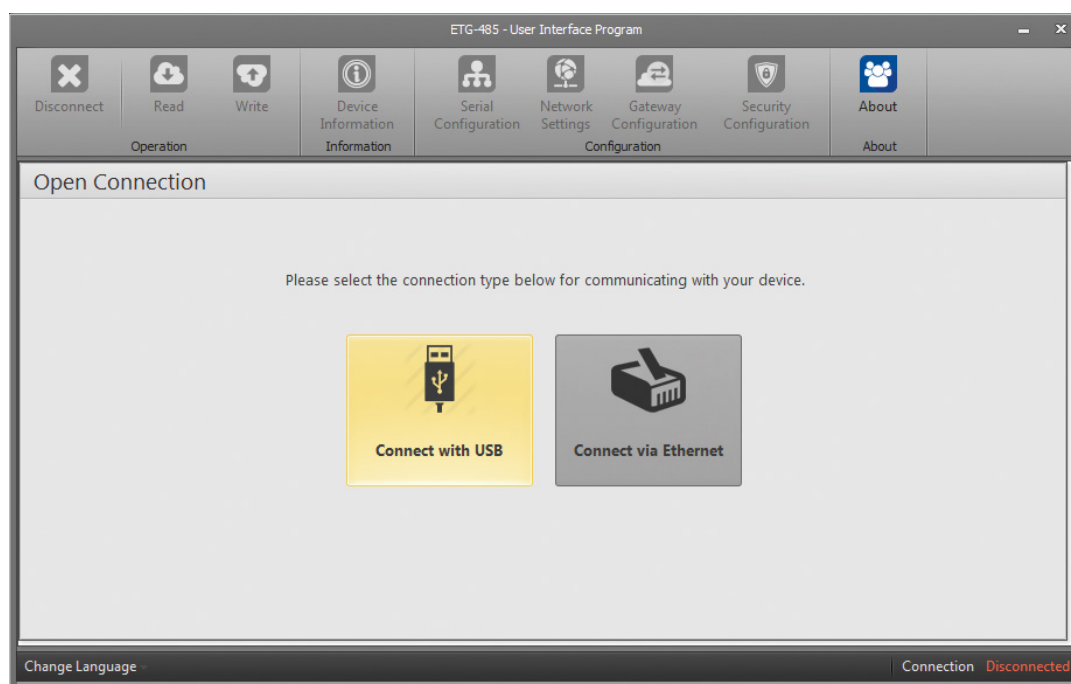 ETG-485 - User Interface Program
Disconnect
Read
Write
Device
Information
Serial
Configuration
Network
Settings
Gateway
Configuration
Security
Configuration
About
Operation
Information
Configuration
About
Open Connection
Please select the connection type below for communicating with your device.
Connect with USB
Connect via Ethernet
Change Language
Connection Disconnected